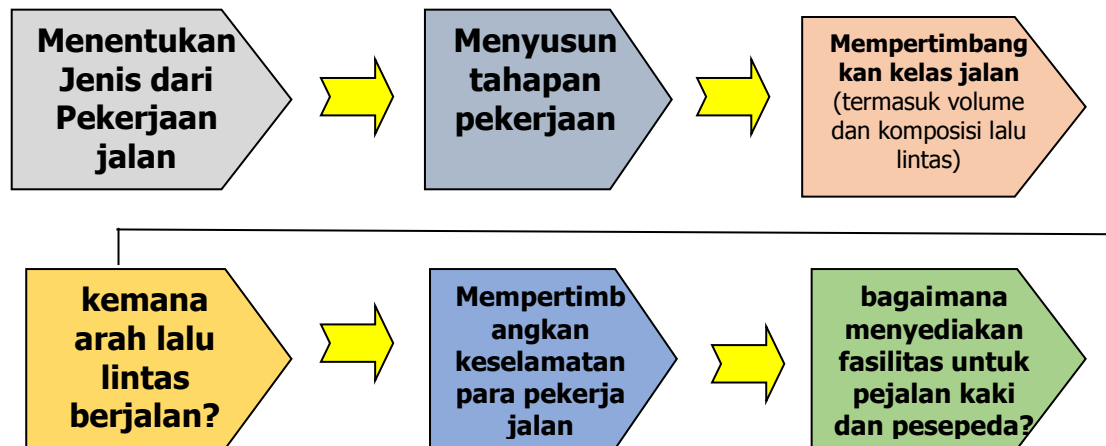 Menentukan
Jenis dari
Pekerjaan
jalan
Menyusun
tahapan
pekerjaan
Mempertimbang
kan kelas jalan
(termasuk volume
dan komposisi lalu
lintas)
kemana
arah lalu
lintas
berjalan?
Mempertimb
angkan
keselamatan
para pekerja
jalan
bagaimana
menyediakan
fasilitas untuk
pejalan kaki
dan pesepeda?